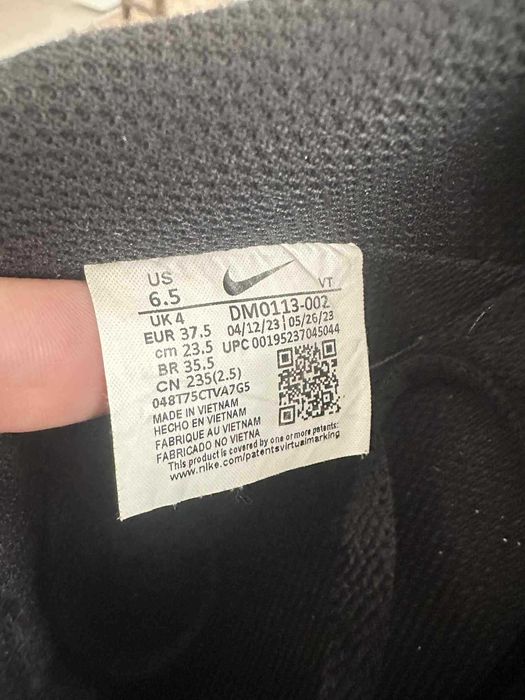 US
6.5
VT
UK 4
DM0113-002
EUR 37.5
04/12/23 | 05/26/23
cm 23.5
UPC 00195237045044
BR 35.5
CN 235(2.5)
048T75CTVA7G5
MADE IN VIETNAM
HECHO EN VIETNAM
FABRIQUE AU VIETNAM
FABRICADO NO VIETNA
This product is covered by one or more patents:
www.nike.com/patentsvirtualmarking